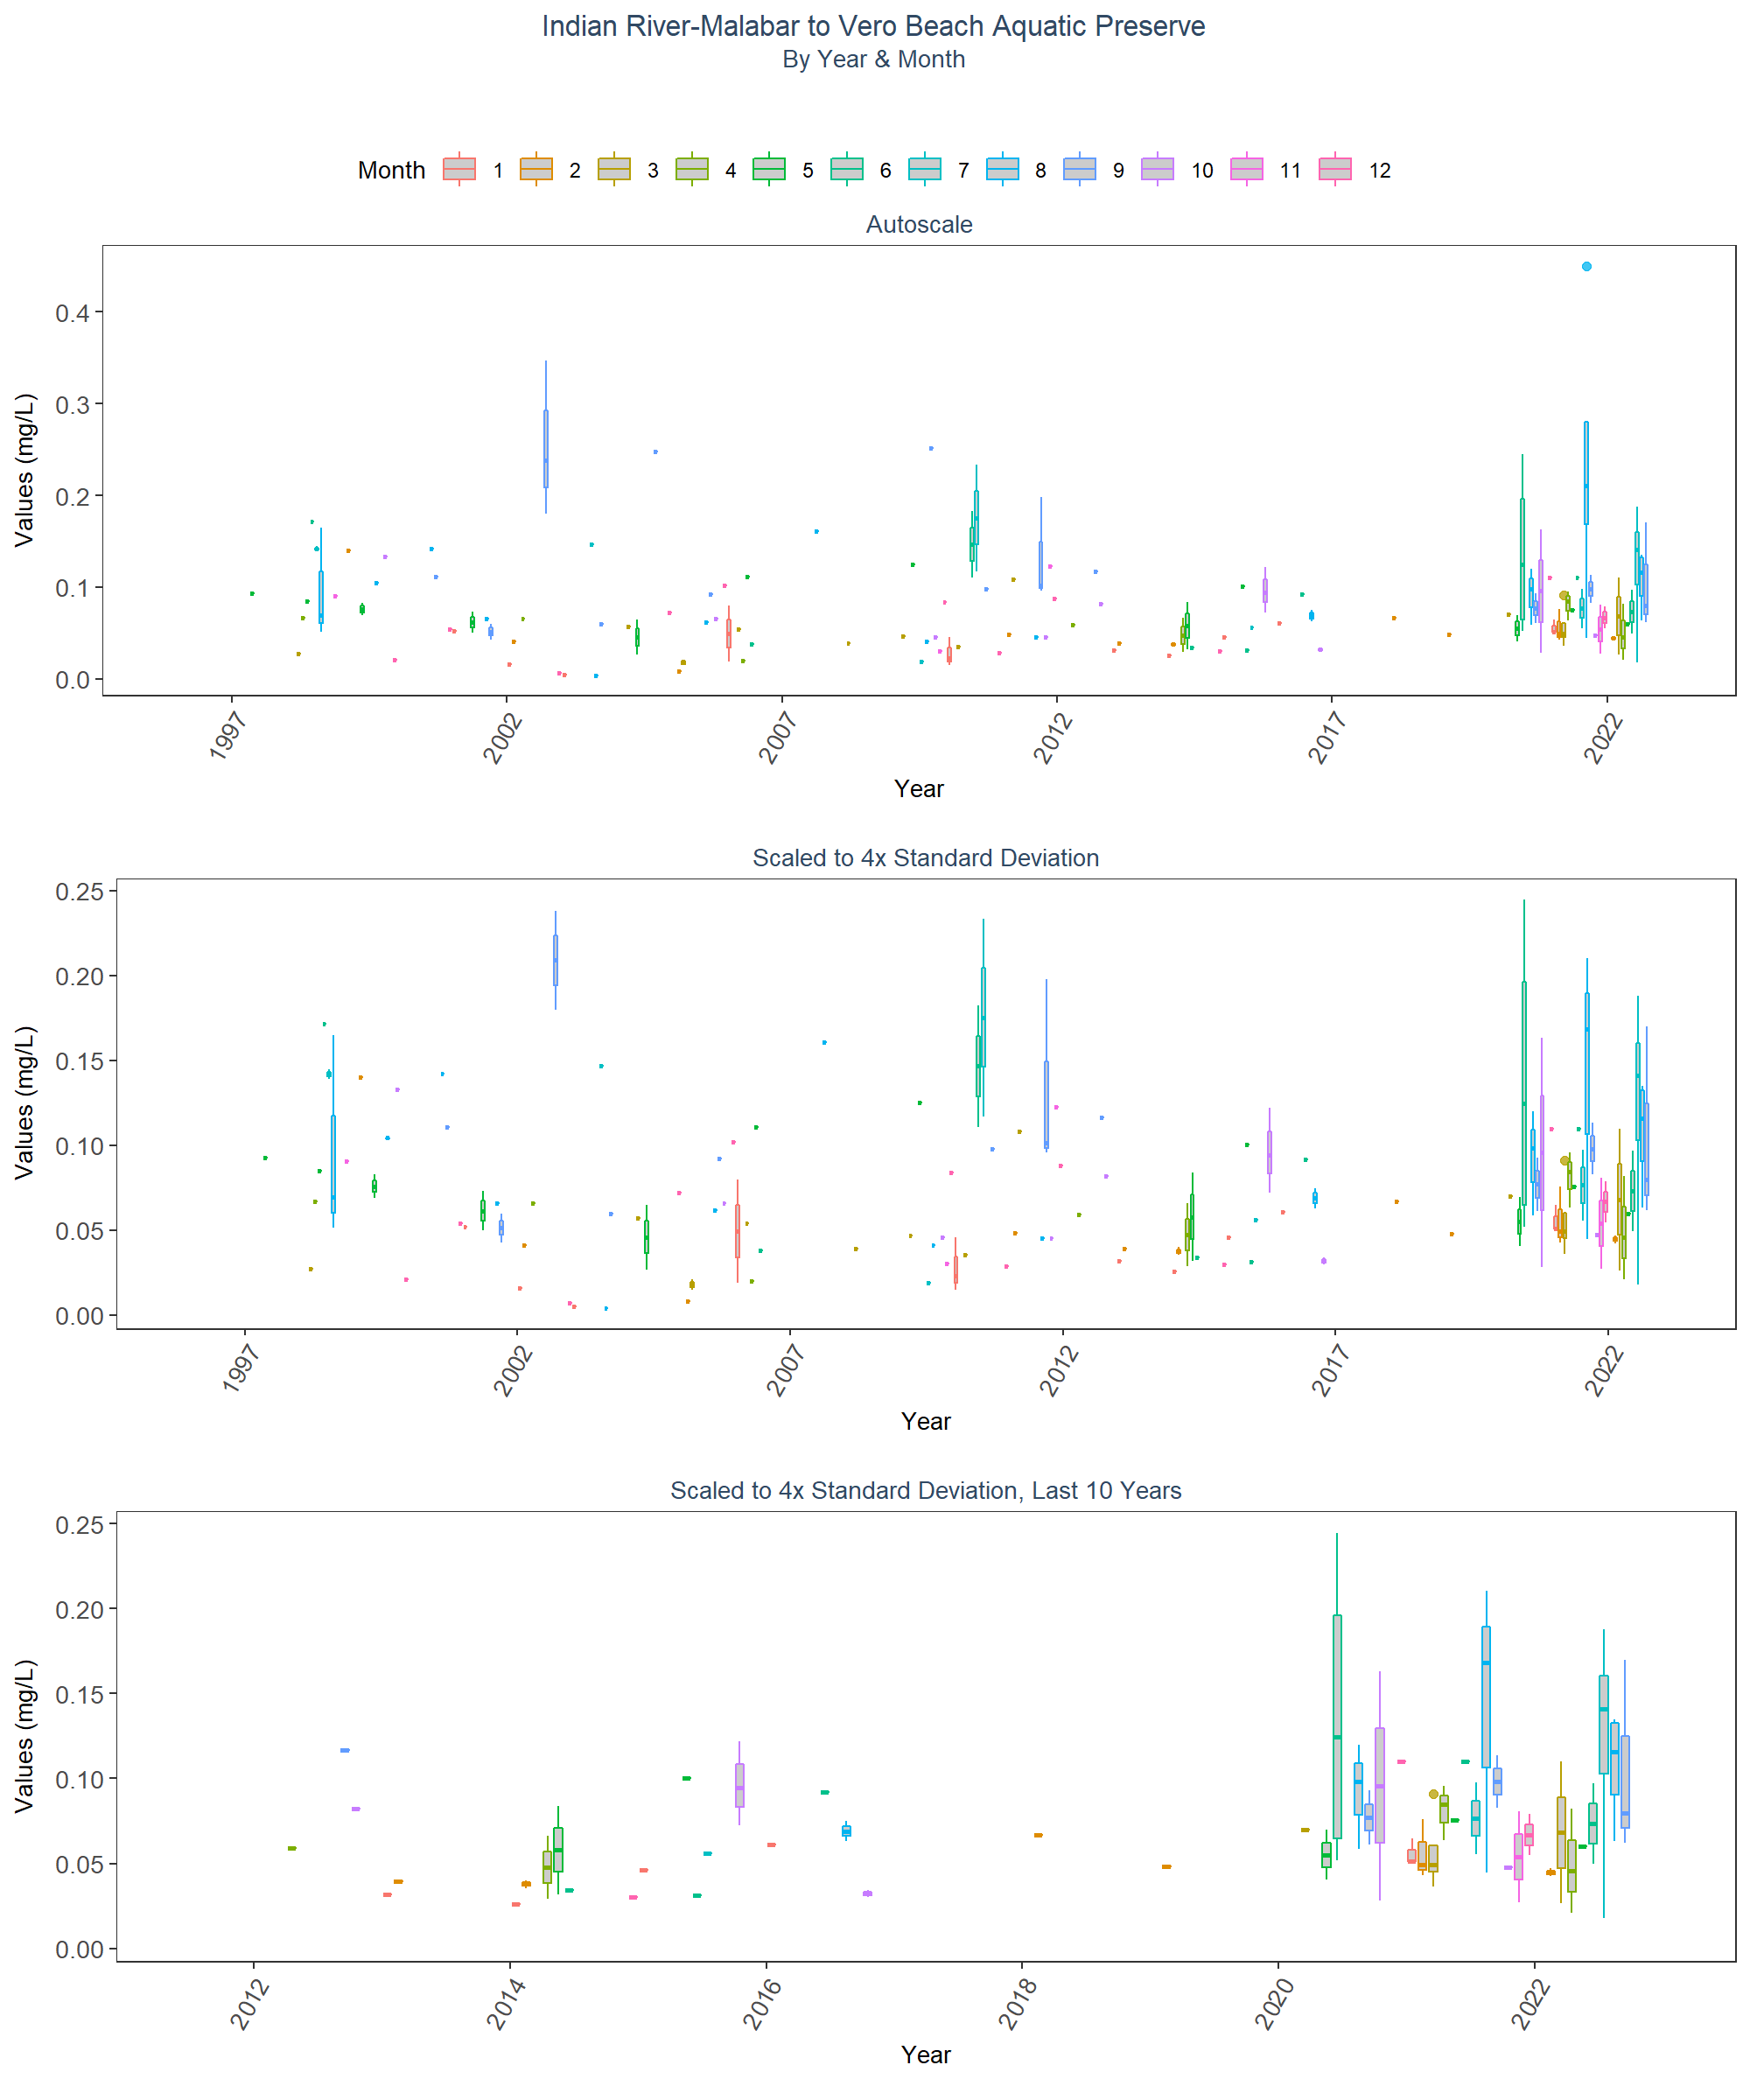 Indian River-Malabar to Vero Beach Aquatic Preserve
By Year & Month
Month 1 2 3 4 5 6 7 8 9 10 11 12
Autoscale
Values (mg/L)
0.4
0.3
0.2
0.1
0.0
1997 2002 2007 2012 2017 2022
Year
Scaled to 4x Standard Deviation
Values (mg/L)
0.25
0.20
0.15
0.10
0.05
0.00
1997 2002 2007 2012 2017 2022
Year
Scaled to 4x Standard Deviation, Last 10 Years
Values (mg/L)
0.25
0.20
0.15
0.10
0.05
0.00
2012 2014 2016 2018 2020 2022
Year